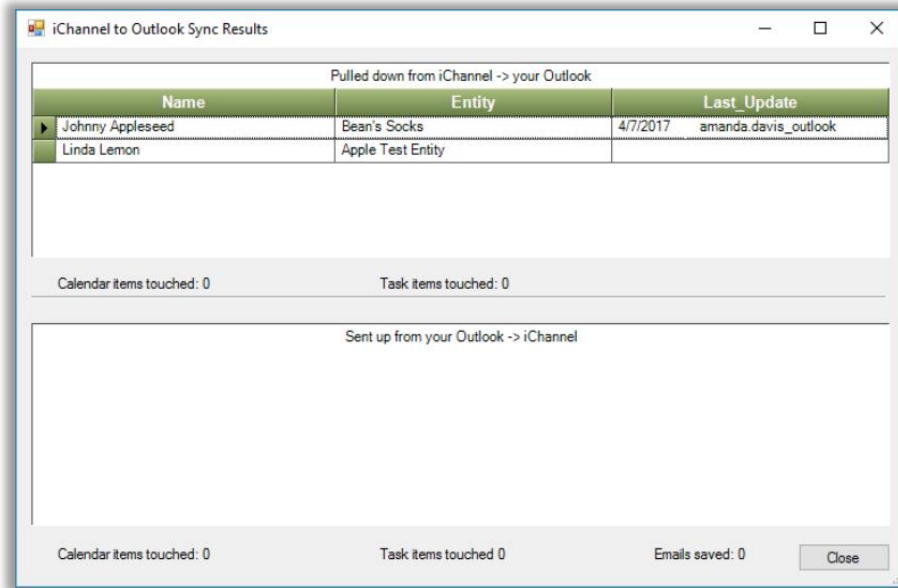 iChannel to Outlook Sync Results
Pulled down from iChannel -> your Outlook
Name Entity Last_Update
Johnny Appleseed Bean's Socks 4/7/2017 amanda.davis_outlook
Linda Lemon Apple Test Entity
Calendar items touched: 0 Task items touched: 0
Sent up from your Outlook -> iChannel
Calendar items touched: 0 Task items touched 0 Emails saved: 0 Close